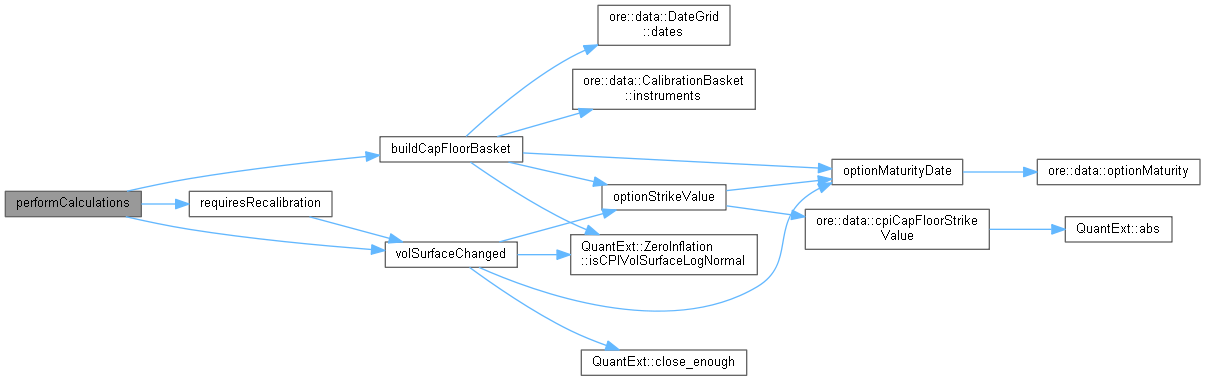 performCalculations
buildCapFloorBasket
requiresRecalibration
volSurfaceChanged
ore::data::DateGrid
::dates
ore::data::CalibrationBasket
::instruments
optionStrikeValue
QuantExt::ZeroInflation
::isCPIVolSurfaceLogNormal
QuantExt::close_enough
optionMaturityDate
ore::data::cpiCapFloorStrike
Value
ore::data::optionMaturity
QuantExt::abs